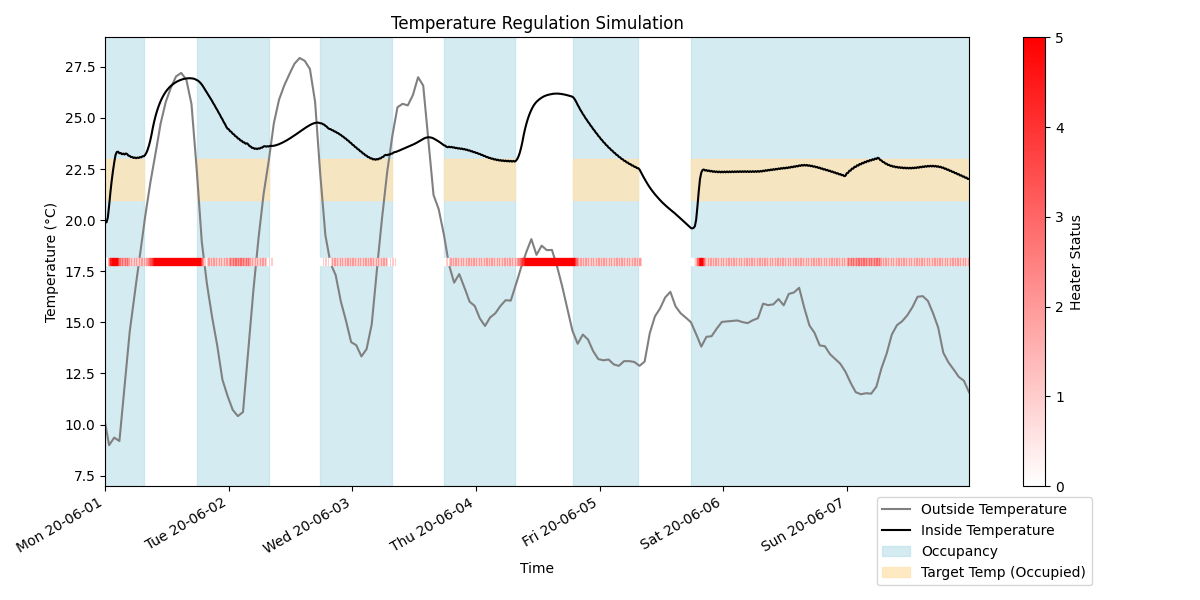 Temperature Regulation Simulation
Temperature (°C)
27.5
25.0
22.5
20.0
17.5
15.0
12.5
10.0
7.5
Mon 20-06-01
Tue 20-06-02
Wed 20-06-03
Thu 20-06-04
Fri 20-06-05
Sat 20-06-06
Sun 20-06-07
Time
5
4
3
2
1
0
Heater Status
Outside Temperature
Inside Temperature
Occupancy
Target Temp (Occupied)